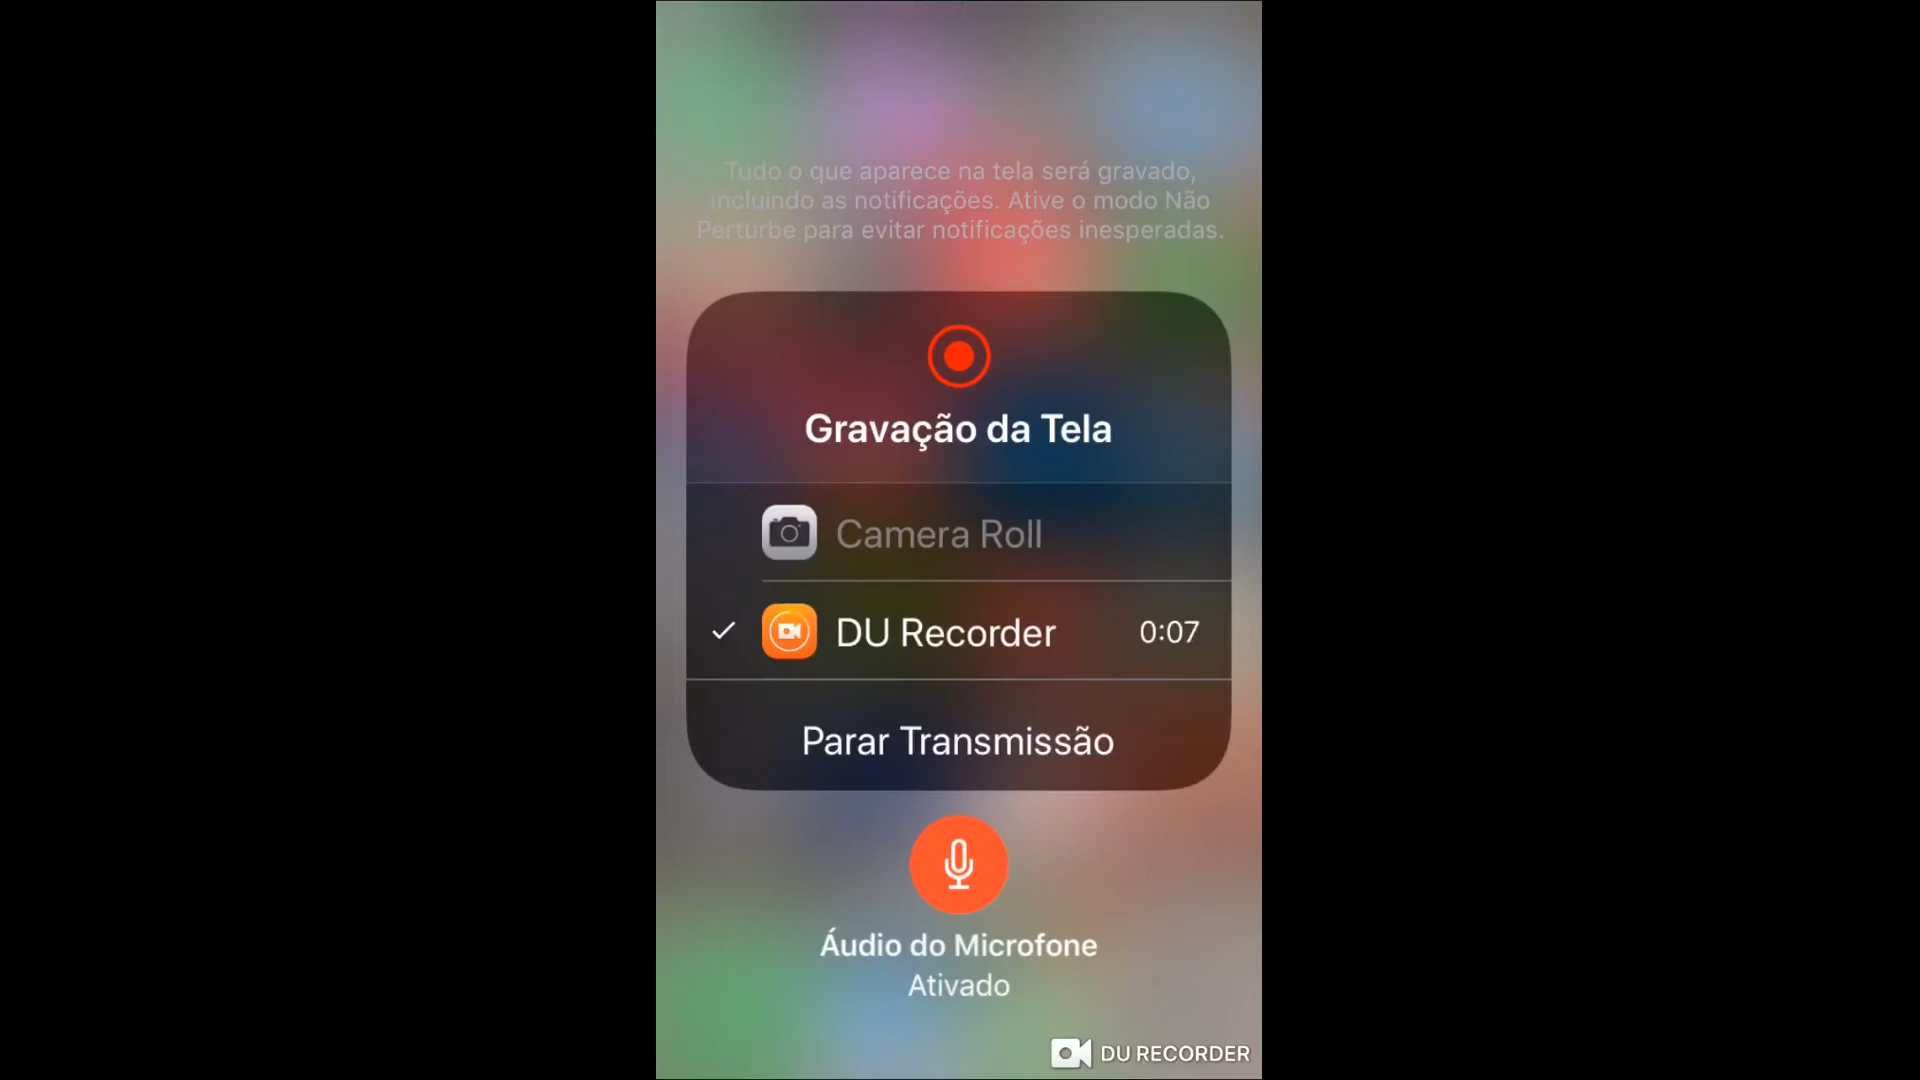 Tudo o que aparece na tela será gravado,
incluindo as notificações. Ative o modo Não
Perturbe para evitar notificações inesperadas.
Gravação da Tela
Camera Roll
DU Recorder 0:07
Parar Transmissão
Áudio do Microfone
Ativado
DU RECORDER